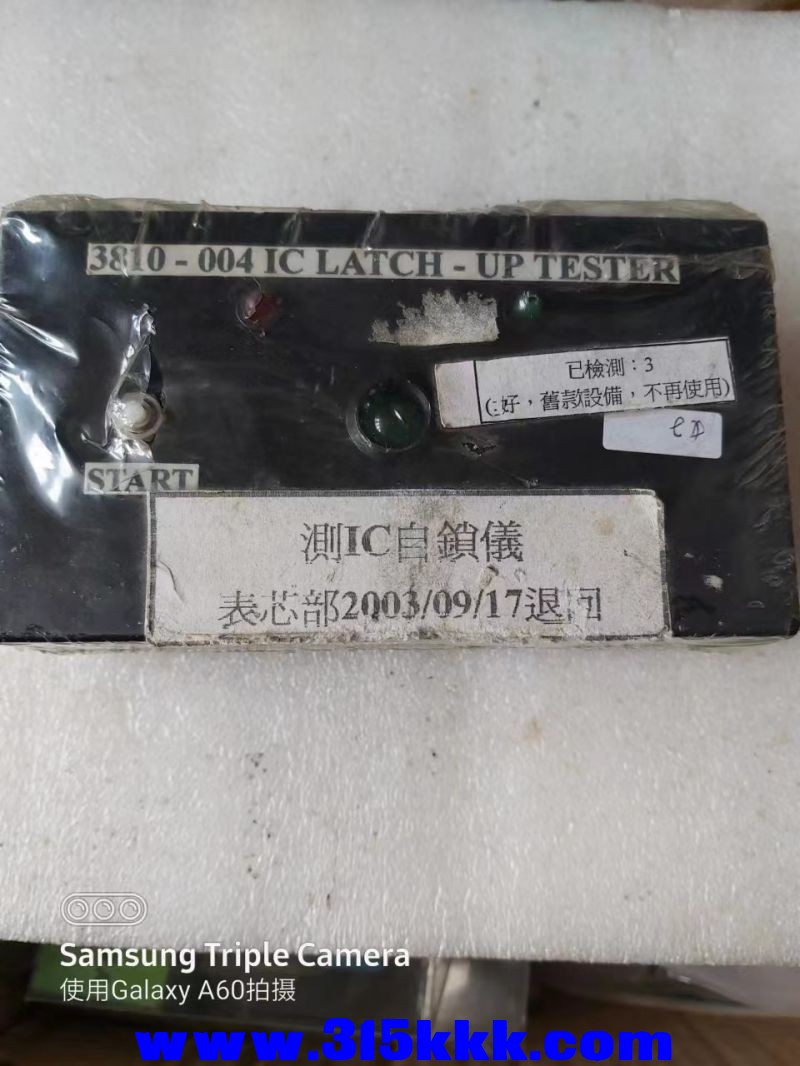 3810 - 004 IC LATCH - UP TESTER
已檢測：3
好，舊款設備，不再使用)
START
測IC自鎖儀
表芯部2003/09/17退回
Samsung Triple Camera
使用Galaxy A60拍摄
www.315kkk.com